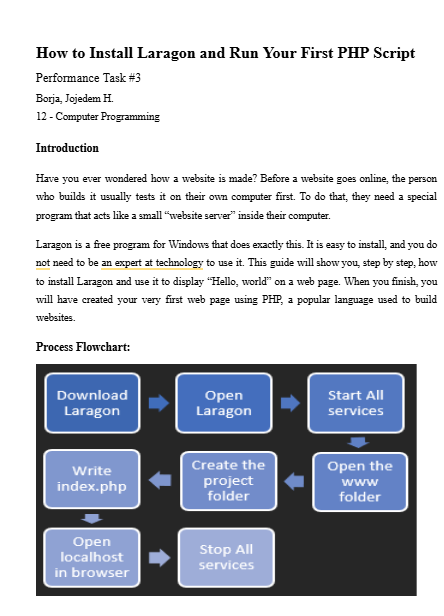 How to Install Laragon and Run Your First PHP Script
Performance Task #3
Borja, Jojedem H.
12 - Computer Programming
Introduction
Have you ever wondered how a website is made? Before a website goes online, the person
who builds it usually tests it on their own computer first. To do that, they need a special
program that acts like a small “website server” inside their computer.
Laragon is a free program for Windows that does exactly this. It is easy to install, and you do
not need to be an expert at technology to use it. This guide will show you, step by step, how
to install Laragon and use it to display “Hello, world” on a web page. When you finish, you
will have created your very first web page using PHP, a popular language used to build
websites.
Process Flowchart:
Download
Laragon
Open
Laragon
Start All
services
Open the
www
folder
Create the
project
folder
Write
index.php
Open
localhost
in browser
Stop All
services